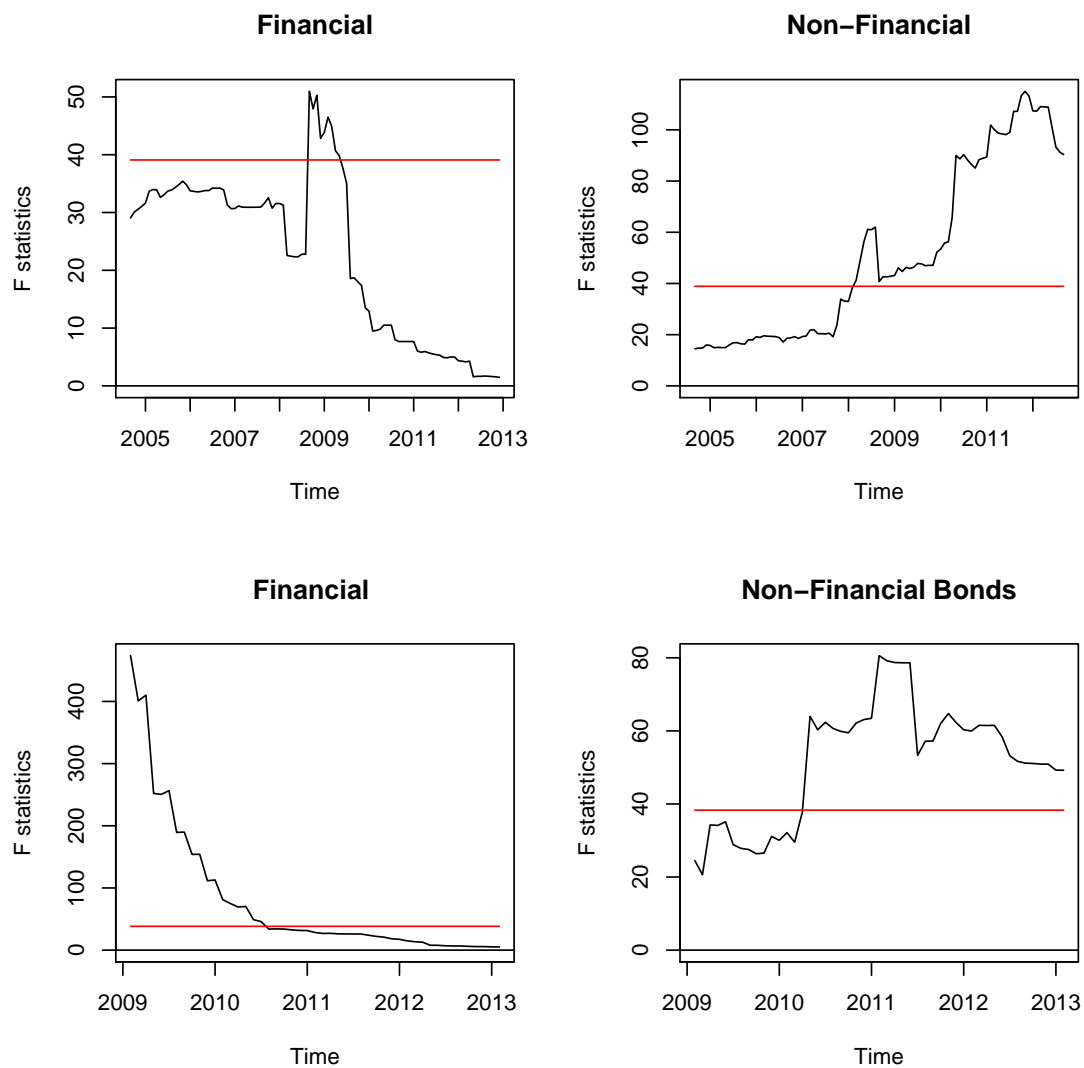 Financial
F statistics
0 10 20 30 40 50
2005 2007 2009 2011 2013
Time
Non−Financial
F statistics
0 20 40 60 80 100
2005 2007 2009 2011
Time
Financial
F statistics
0 100 200 300 400
2009 2010 2011 2012 2013
Time
Non−Financial Bonds
F statistics
0 20 40 60 80
2009 2010 2011 2012 2013
Time